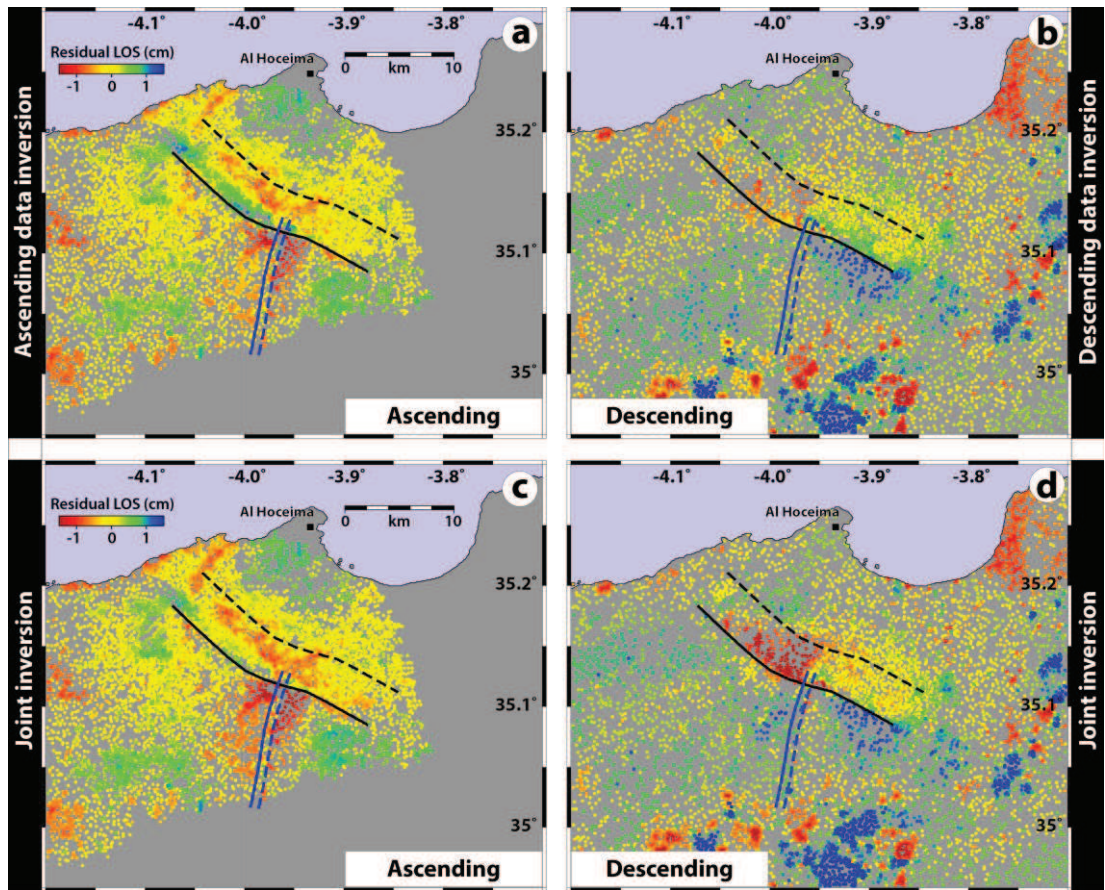 -4.1° -4.0° -3.9° -3.8°
a
Residual LOS (cm)
-1 0 1
Al Hoceima
0 km 10
35.2°
35.1°
35°
Ascending data inversion
Ascending
-4.1° -4.0° -3.9° -3.8°
b
Al Hoceima
35.2°
35.1°
35°
Descending
Descending data inversion
-4.1° -4.0° -3.9° -3.8°
c
Residual LOS (cm)
-1 0 1
Al Hoceima
0 km 10
35.2°
35.1°
35°
Joint inversion
Ascending
-4.1° -4.0° -3.9° -3.8°
d
Al Hoceima
35.2°
35.1°
35°
Descending
Joint inversion